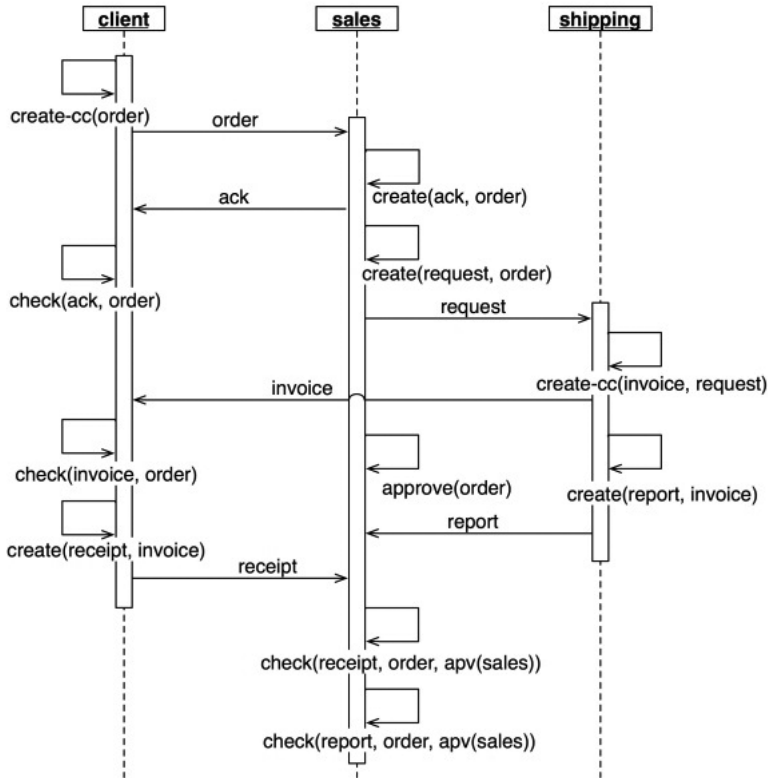 client
sales
shipping
create-cc(order)
order
create(ack, order)
ack
create(request, order)
check(ack, order)
request
create-cc(invoice, request)
invoice
check(invoice, order)
approve(order)
create(report, invoice)
report
create(receipt, invoice)
receipt
check(receipt, order, apv(sales))
check(report, order, apv(sales))